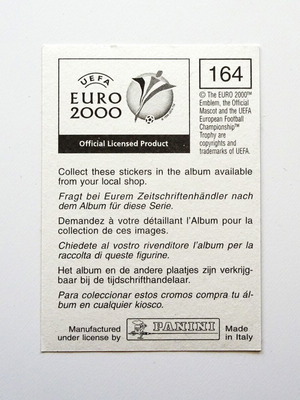 UEFA
EURO
2000
Official Licensed Product
164
© The EURO 2000™
Emblem, the Official
Mascot and the UEFA
European Football
Championship™
Trophy are
copyrights and
trademarks of UEFA.
Collect these stickers in the album available
from your local shop.
Fragt bei Eurem Zeitschriftenhändler nach
dem Album für diese Serie.
Demandez à votre détaillant l'Album pour la
collection de ces images.
Chiedete al vostro rivenditore l'album per la
raccolta di queste figurine.
Het album en de andere plaatjes zijn verkrijg-
baar bij de tijdschrifthandelaar.
Para coleccionar estos cromos compra tu ál-
bum en cualquier kiosco.
Manufactured
under license by
PANINI
Made
in Italy